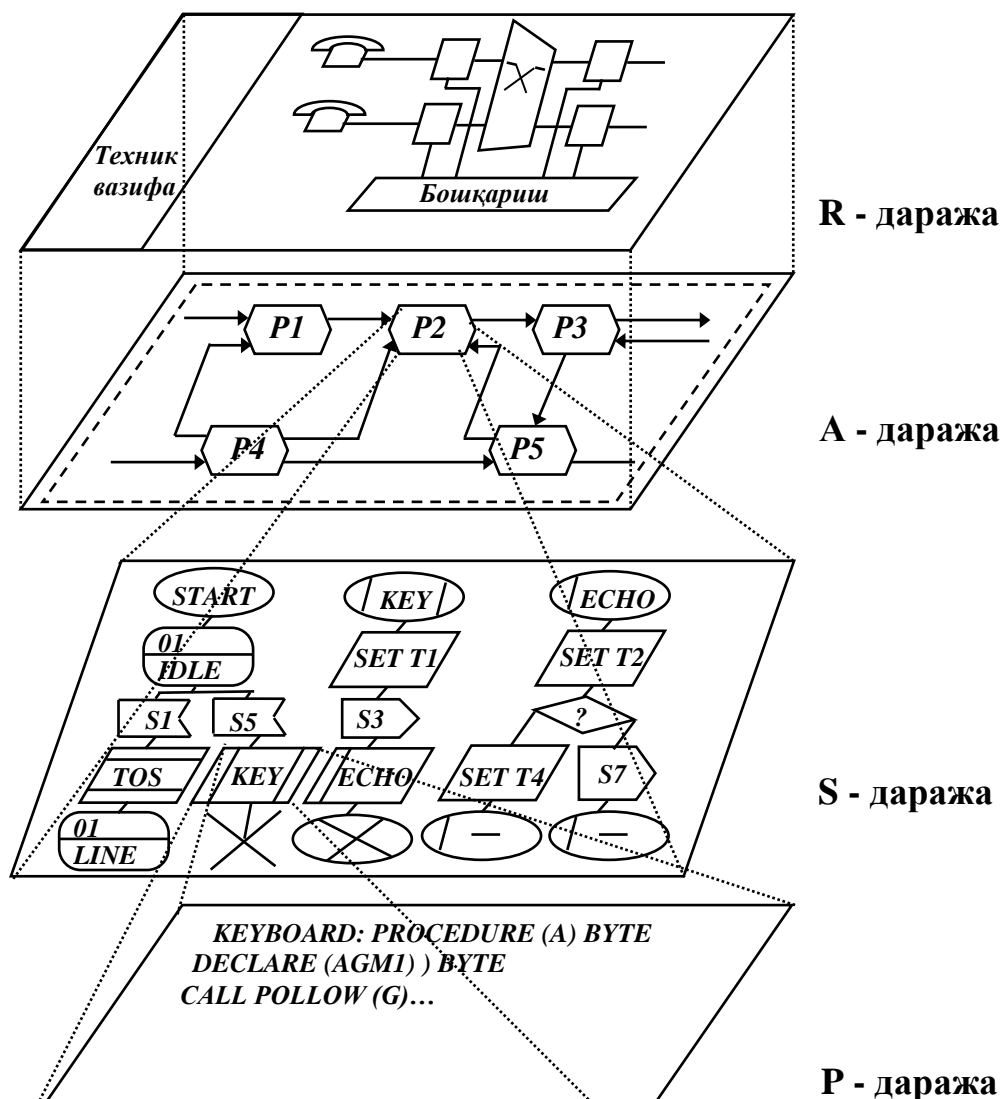 Техник
вазифа
Бошқариш
R - даража
P1
P2
P3
P4
P5
A - даража
START
KEY
ECHO
01
IDLE
SET T1
SET T2
S1
S5
S3
?
TOS
KEY
ECHO
SET T4
S7
01
LINE
S - даража
KEYBOARD: PROCEDURE (A) BYTE
DECLARE (AGM1) ) BYTE
CALL POLLOW (G)...
P - даража